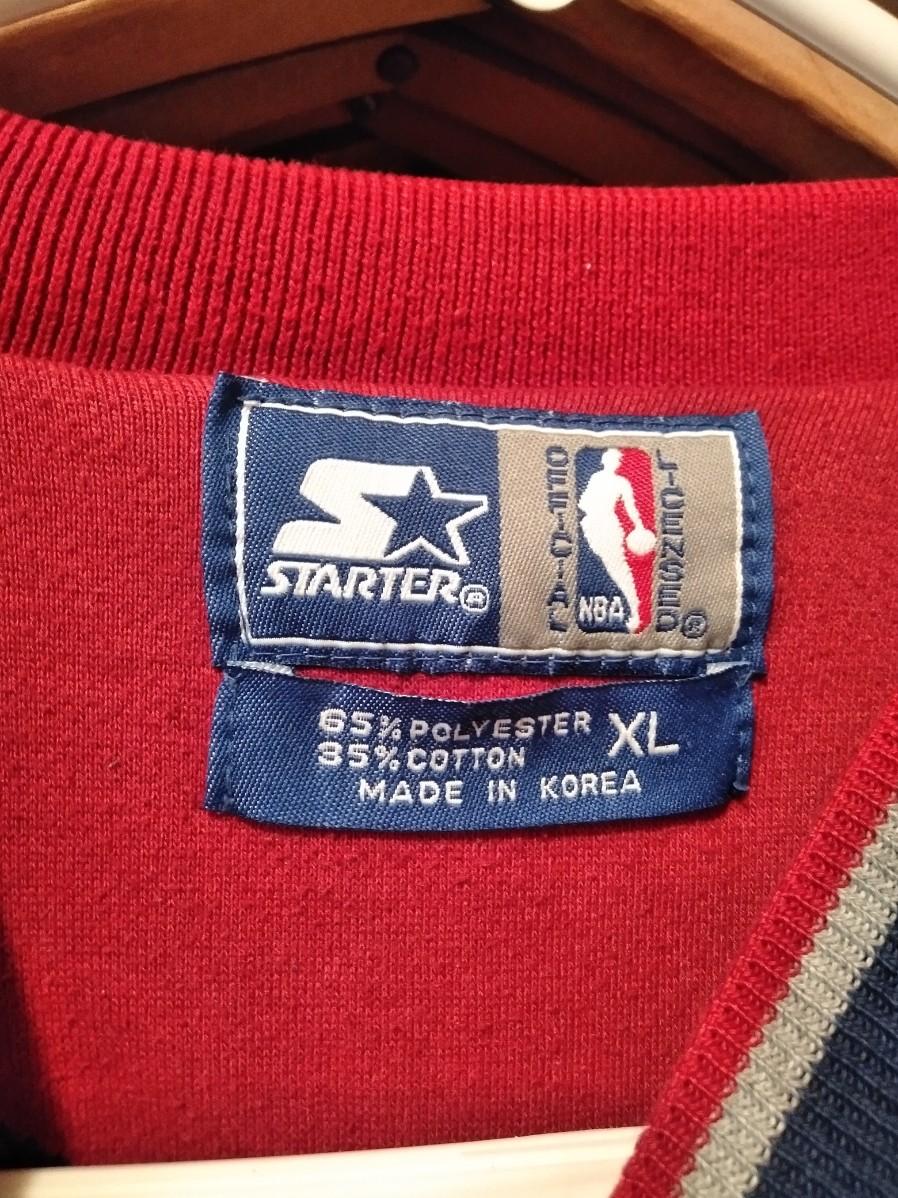 STARTER®
OFFICIAL
NBA
LICENSED®
65% POLYESTER
35% COTTON
XL
MADE IN KOREA